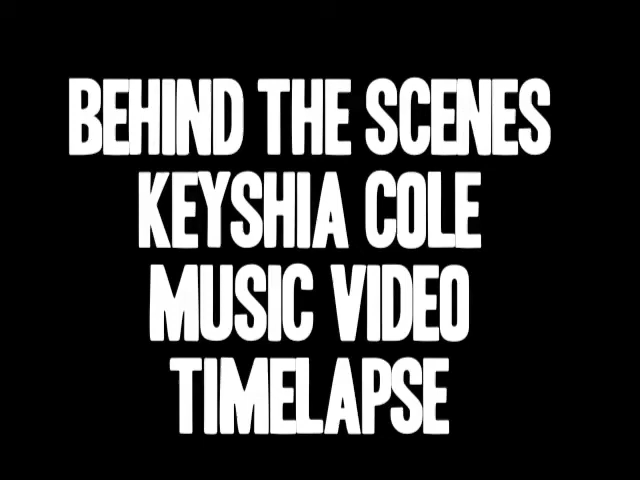 BEHIND THE SCENES
KEYSHIA COLE
MUSIC VIDEO
TIMELAPSE